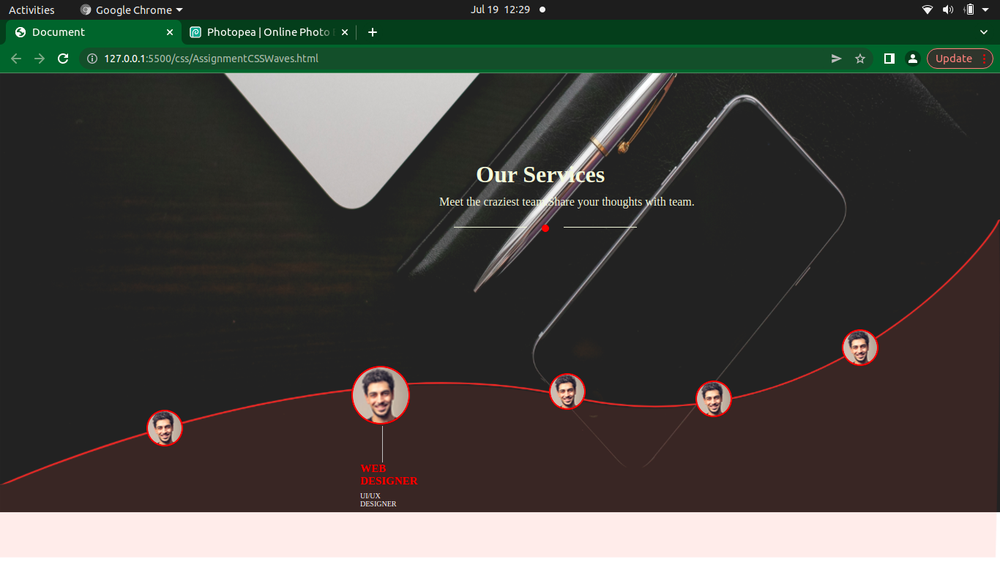 Activities
Google Chrome
Jul 19 12:29
Document
Photopea | Online Photo
127.0.0.1:5500/css/AssignmentCSSWaves.html
Update
Our Services
Meet the craziest team.Share your thoughts with team.
WEB
DESIGNER
UI/UX
DESIGNER